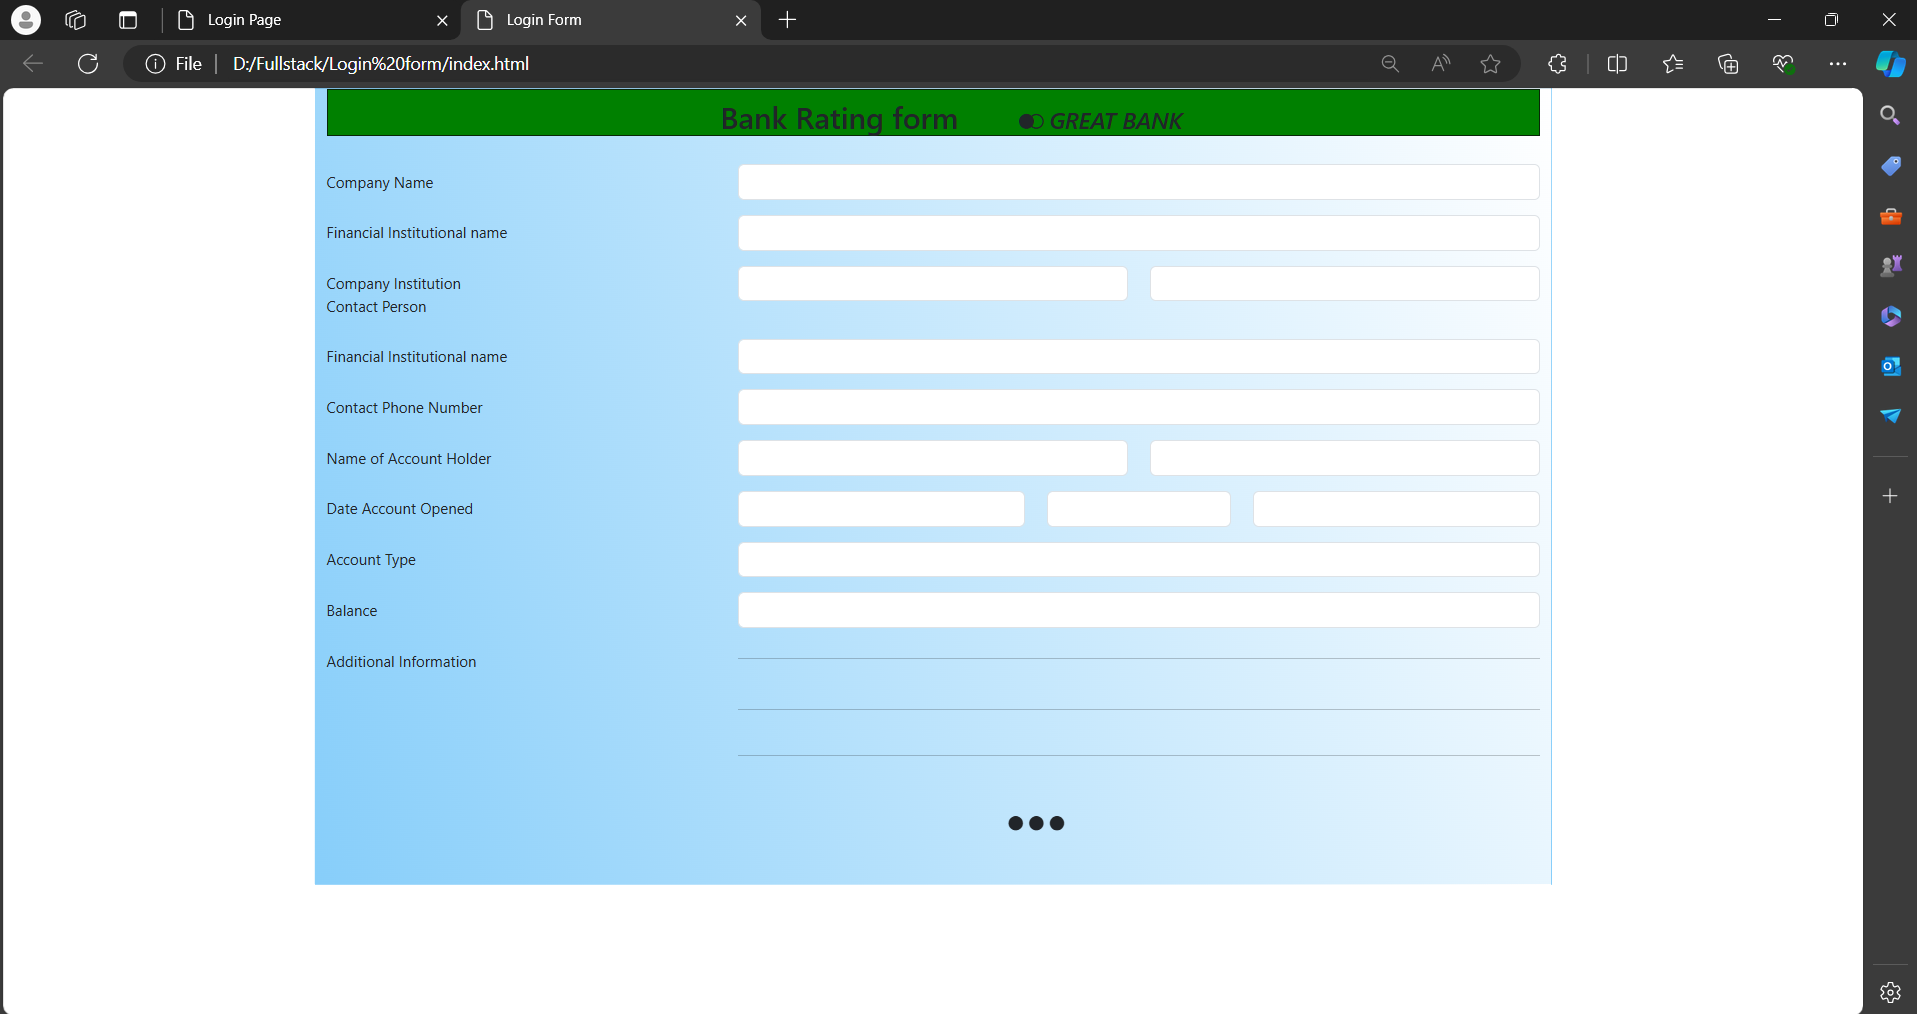 Login Page
Login Form
File
D:/Fullstack/Login%20form/index.html
Bank Rating form
GREAT BANK
Company Name
Financial Institutional name
Company Institution
Contact Person
Financial Institutional name
Contact Phone Number
Name of Account Holder
Date Account Opened
Account Type
Balance
Additional Information